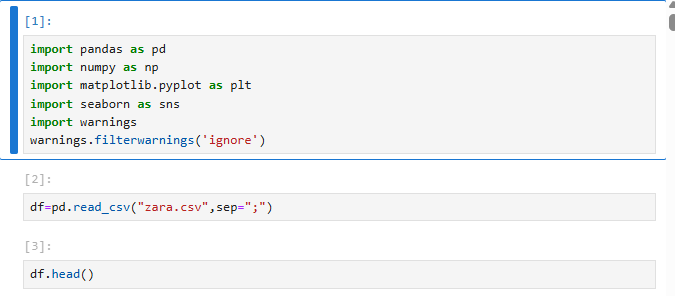 [1]:
import pandas as pd
import numpy as np
import matplotlib.pyplot as plt
import seaborn as sns
import warnings
warnings.filterwarnings('ignore')
[2]:
df=pd.read_csv("zara.csv",sep=";")
[3]:
df.head()